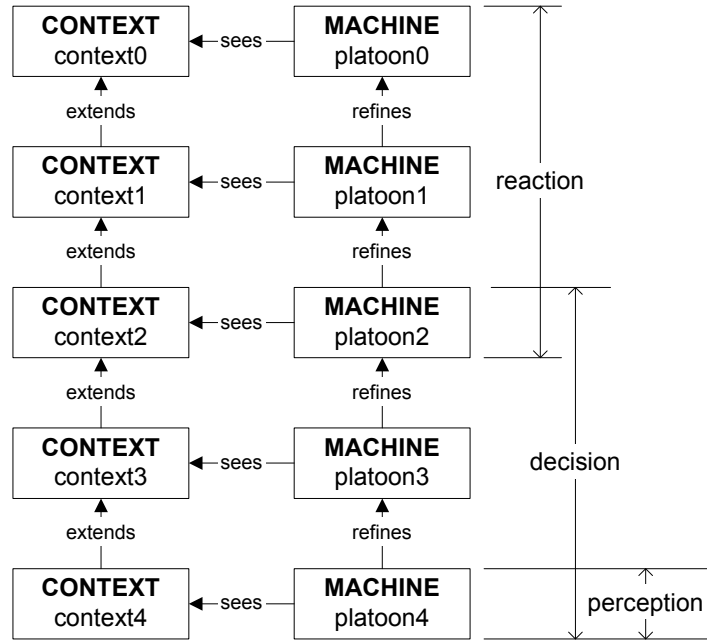 CONTEXT
context0
sees
MACHINE
platoon0
extends
refines
CONTEXT
context1
sees
MACHINE
platoon1
reaction
extends
refines
CONTEXT
context2
sees
MACHINE
platoon2
extends
refines
CONTEXT
context3
sees
MACHINE
platoon3
decision
extends
refines
CONTEXT
context4
sees
MACHINE
platoon4
perception